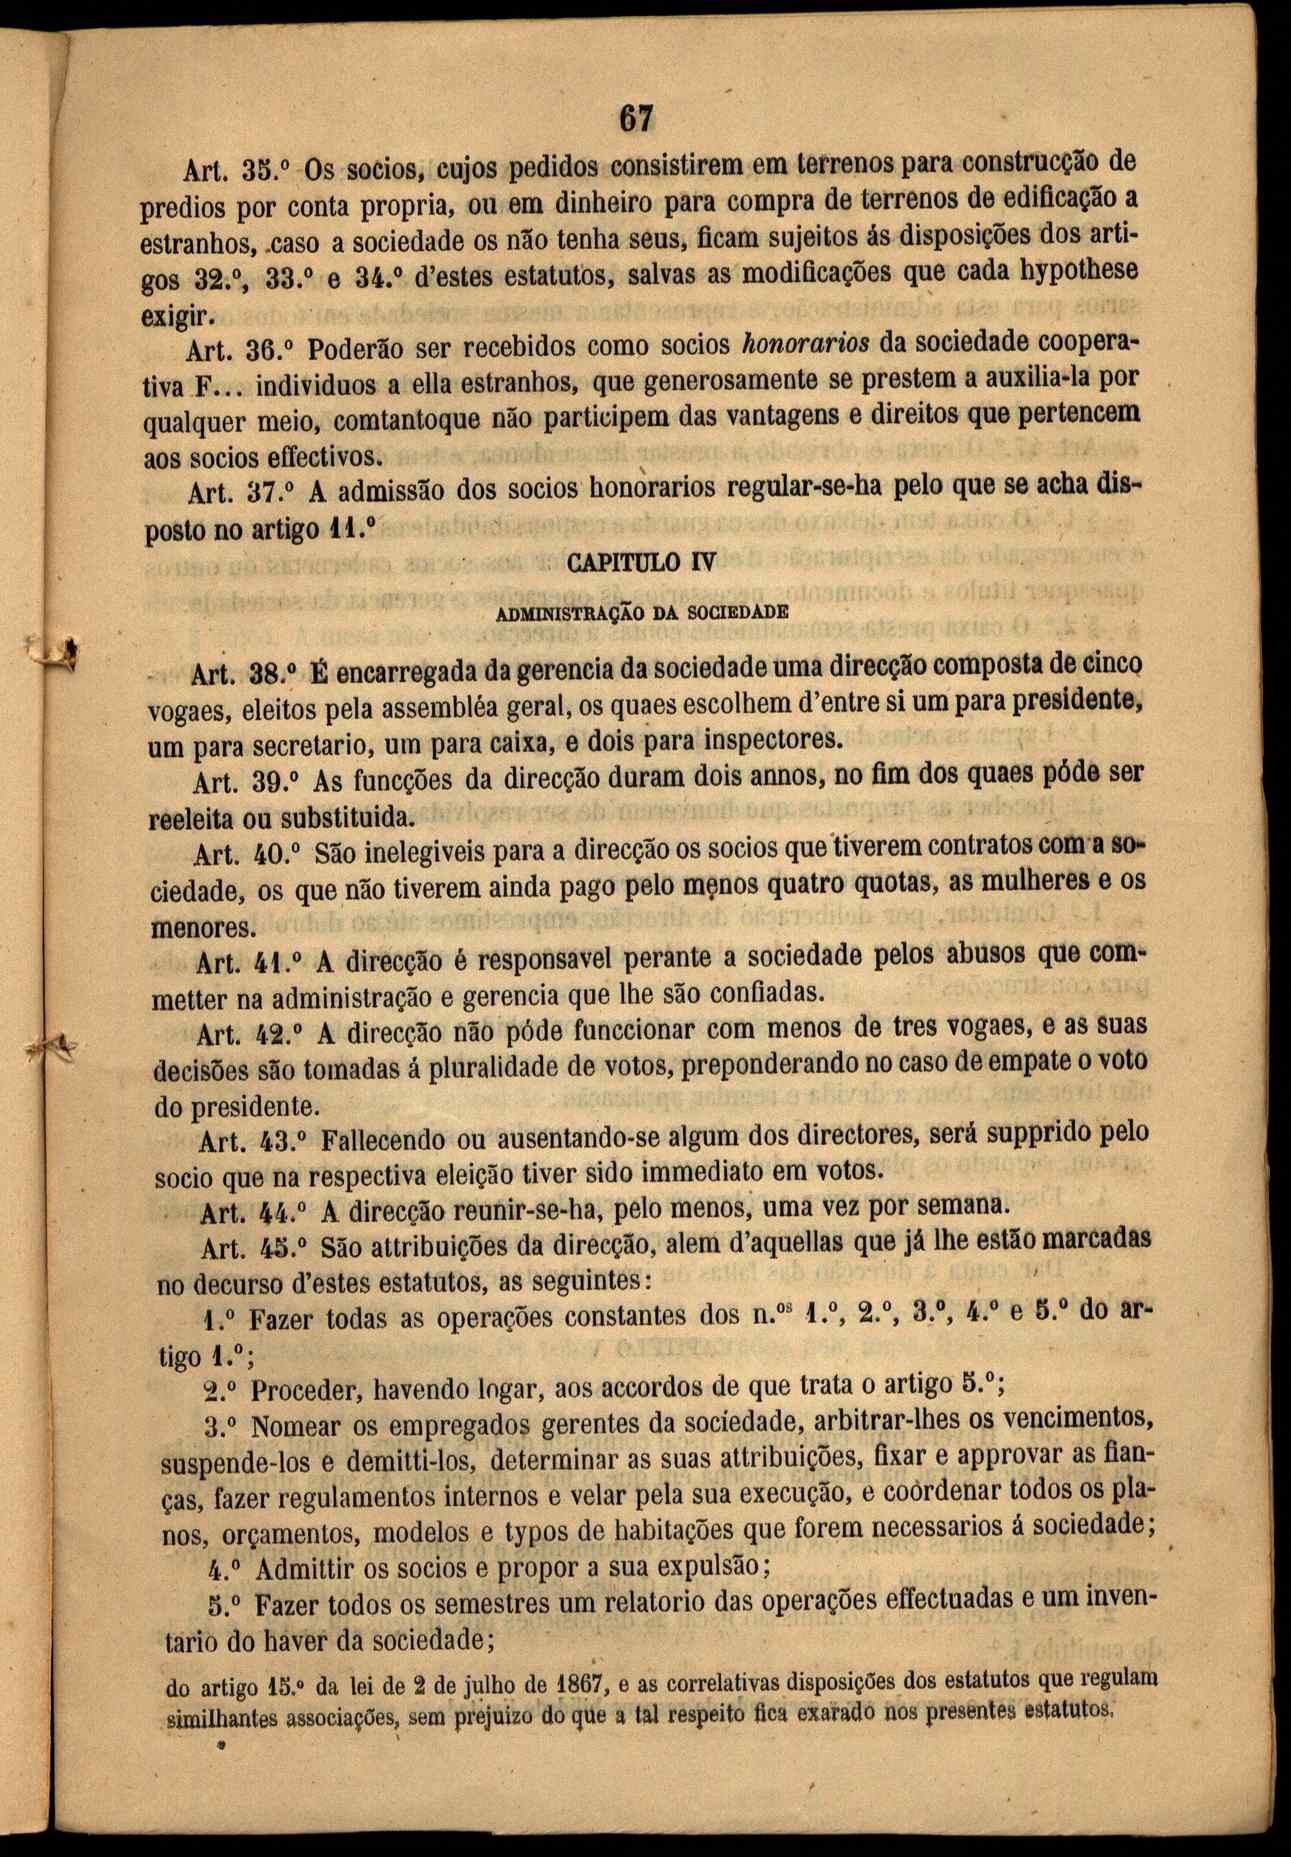 67
Art. 35.º Os socios, cujos pedidos consistirem em terrenos para construcção de
predios por conta propria, ou em dinheiro para compra de terrenos de edificação a
estranhos, caso a sociedade os não tenha seus, ficam sujeitos ás disposições dos arti-
gos 32.º, 33.º e 34.º d'estes estatutos, salvas as modificações que cada hypothese
exigir.
Art. 36.º Poderão ser recebidos como socios honorarios da sociedade coopera-
tiva F... individuos a ella estranhos, que generosamente se prestem a auxilia-la por
qualquer meio, comtantoque não participem das vantagens e direitos que pertencem
aos socios effectivos.
Art. 37.º A admissão dos socios honorarios regular-se-ha pelo que se acha dis-
posto no artigo 11.º
CAPITULO IV
ADMINISTRAÇÃO DA SOCIEDADE
Art. 38.º É encarregada da gerencia da sociedade uma direcção composta de cinco
vogaes, eleitos pela assembléa geral, os quaes escolhem d'entre si um para presidente,
um para secretario, um para caixa, e dois para inspectores.
Art. 39.º As funcções da direcção duram dois annos, no fim dos quaes póde ser
reeleita ou substituida.
Art. 40.º São inelegiveis para a direcção os socios que tiverem contratos com a so-
ciedade, os que não tiverem ainda pago pelo menos quatro quotas, as mulheres e os
menores.
Art. 41.º A direcção é responsavel perante a sociedade pelos abusos que com-
metter na administração e gerencia que lhe são confiadas.
Art. 42.º A direcção não póde funccionar com menos de tres vogaes, e as suas
decisões são tomadas á pluralidade de votos, preponderando no caso de empate o voto
do presidente.
Art. 43.º Fallecendo ou ausentando-se algum dos directores, será supprido pelo
socio que na respectiva eleição tiver sido immediato em votos.
Art. 44.º A direcção reunir-se-ha, pelo menos, uma vez por semana.
Art. 45.º São attribuições da direcção, alem d'aquellas que já lhe estão marcadas
no decurso d'estes estatutos, as seguintes:
1.º Fazer todas as operações constantes dos n.ºs 1.º, 2.º, 3.º, 4.º e 5.º do ar-
tigo 1.º;
2.º Proceder, havendo logar, aos accordos de que trata o artigo 5.º;
3.º Nomear os empregados gerentes da sociedade, arbitrar-lhes os vencimentos,
suspende-los e demitti-los, determinar as suas attribuições, fixar e approvar as fian-
ças, fazer regulamentos internos e velar pela sua execução, e coordenar todos os pla-
nos, orçamentos, modelos e typos de habitações que forem necessarios á sociedade;
4.º Admittir os socios e propor a sua expulsão;
5.º Fazer todos os semestres um relatorio das operações effectuadas e um inven-
tario do haver da sociedade;
do artigo 15.º da lei de 2 de julho de 1867, e as correlativas disposições dos estatutos que regulam
similhantes associações, sem prejuizo do que a tal respeito fica exarado nos presentes estatutos.